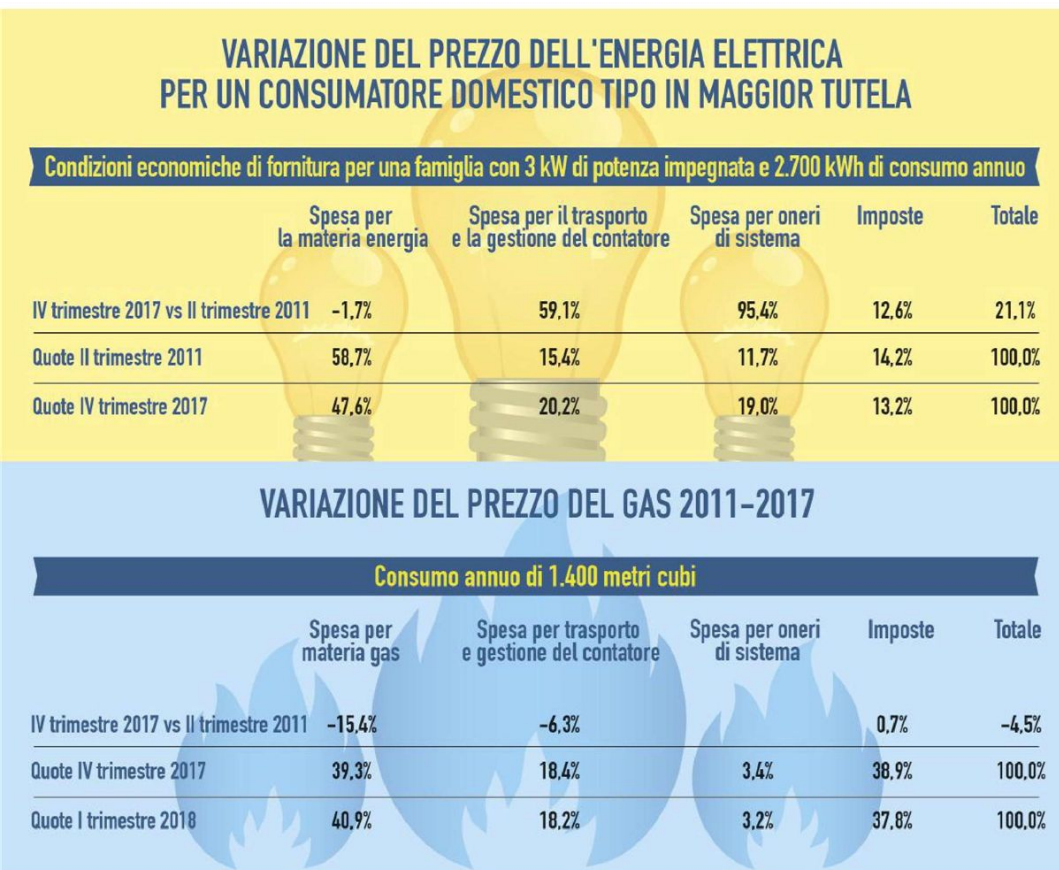 VARIAZIONE DEL PREZZO DELL'ENERGIA ELETTRICA
PER UN CONSUMATORE DOMESTICO TIPO IN MAGGIOR TUTELA
Condizioni economiche di fornitura per una famiglia con 3 kW di potenza impegnata e 2.700 kWh di consumo annuo
Spesa per Spesa per il trasporto Spesa per oneri Imposte Totale
la materia energia e la gestione del contatore di sistema
IV trimestre 2017 vs II trimestre 2011 -1,7% 59,1% 95,4% 12,6% 21,1%
Quote II trimestre 2011 58,7% 15,4% 11,7% 14,2% 100,0%
Quote IV trimestre 2017 47,6% 20,2% 19,0% 13,2% 100,0%
VARIAZIONE DEL PREZZO DEL GAS 2011-2017
Consumo annuo di 1.400 metri cubi
Spesa per Spesa per trasporto Spesa per oneri Imposte Totale
materia gas e gestione del contatore di sistema
IV trimestre 2017 vs II trimestre 2011 -15,4% -6,3% 0,7% -4,5%
Quote IV trimestre 2017 39,3% 18,4% 3,4% 38,9% 100,0%
Quote I trimestre 2018 40,9% 18,2% 3,2% 37,8% 100,0%